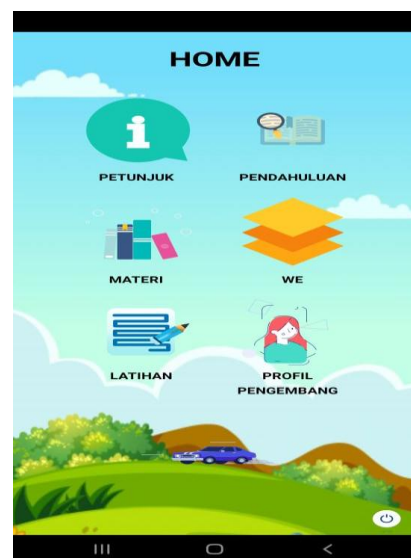 HOME
PETUNJUK
PENDAHULUAN
MATERI
WE
LATIHAN
PROFIL
PENGEMBANG